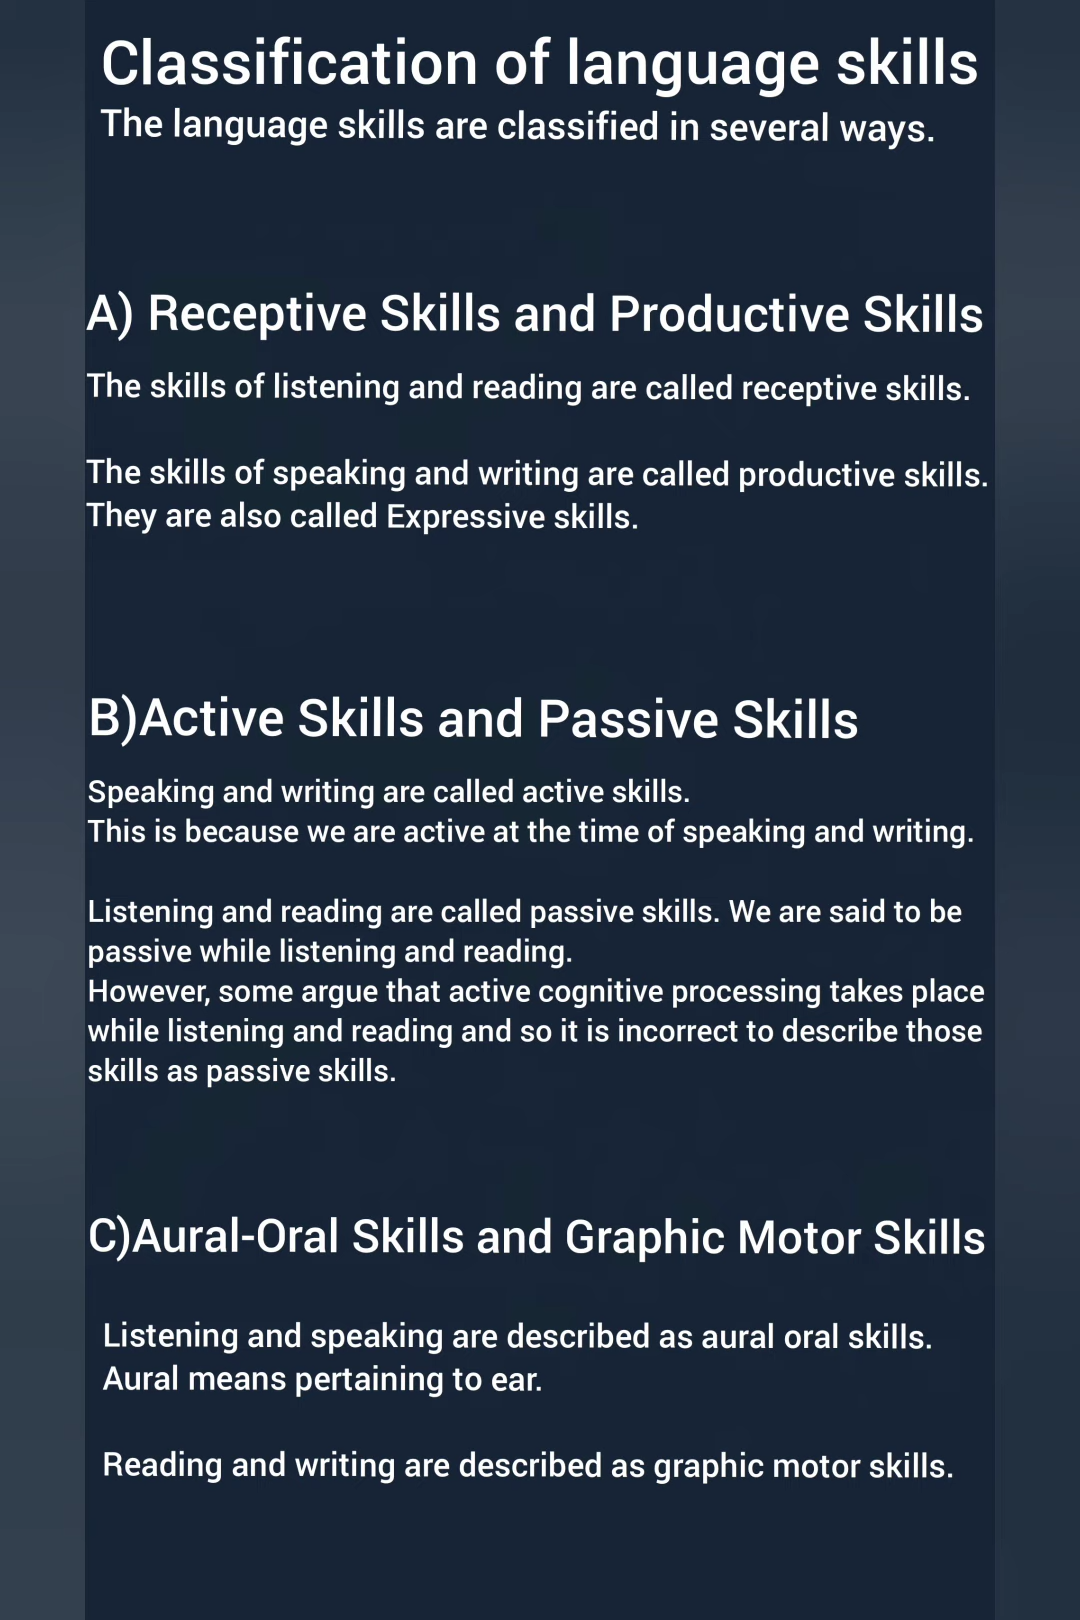 Classification of language skills
The language skills are classified in several ways.
A) Receptive Skills and Productive Skills
The skills of listening and reading are called receptive skills.
The skills of speaking and writing are called productive skills.
They are also called Expressive skills.
B)Active Skills and Passive Skills
Speaking and writing are called active skills.
This is because we are active at the time of speaking and writing.
Listening and reading are called passive skills. We are said to be
passive while listening and reading.
However, some argue that active cognitive processing takes place
while listening and reading and so it is incorrect to describe those
skills as passive skills.
C)Aural-Oral Skills and Graphic Motor Skills
Listening and speaking are described as aural oral skills.
Aural means pertaining to ear.
Reading and writing are described as graphic motor skills.